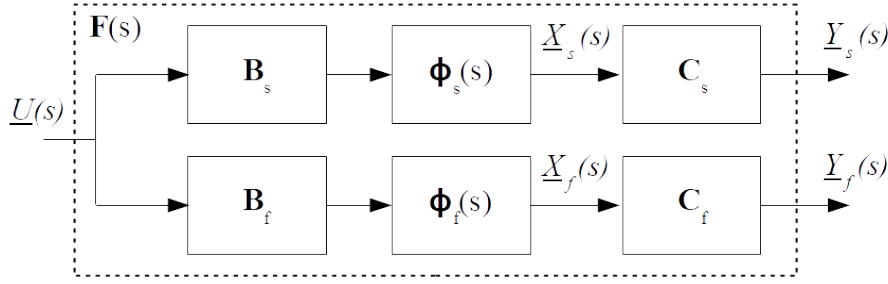 F(s)
U(s)
B_s
ϕ_s(s)
X_s(s)
C_s
Y_s(s)
B_f
ϕ_f(s)
X_f(s)
C_f
Y_f(s)